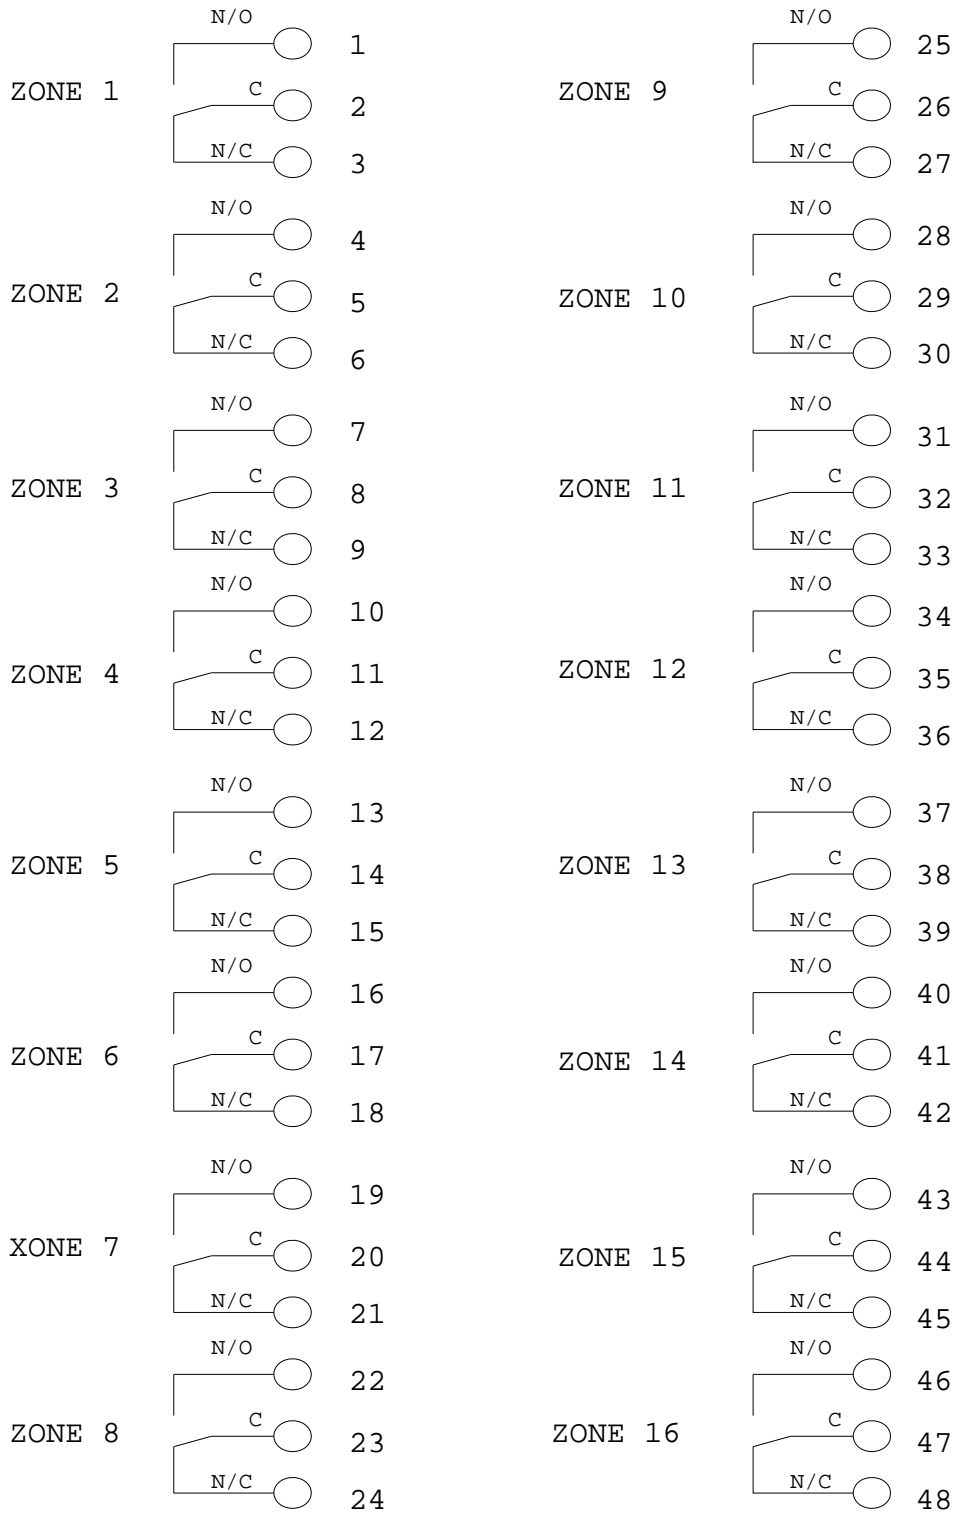 N/O
1
ZONE 1
C
2
N/C
3
N/O
4
ZONE 2
C
5
N/C
6
N/O
7
ZONE 3
C
8
N/C
9
N/O
10
ZONE 4
C
11
N/C
12
N/O
13
ZONE 5
C
14
N/C
15
N/O
16
ZONE 6
C
17
N/C
18
N/O
19
XONE 7
C
20
N/C
21
N/O
22
ZONE 8
C
23
N/C
24
N/O
25
ZONE 9
C
26
N/C
27
N/O
28
ZONE 10
C
29
N/C
30
N/O
31
ZONE 11
C
32
N/C
33
N/O
34
ZONE 12
C
35
N/C
36
N/O
37
ZONE 13
C
38
N/C
39
N/O
40
ZONE 14
C
41
N/C
42
N/O
43
ZONE 15
C
44
N/C
45
N/O
46
ZONE 16
C
47
N/C
48